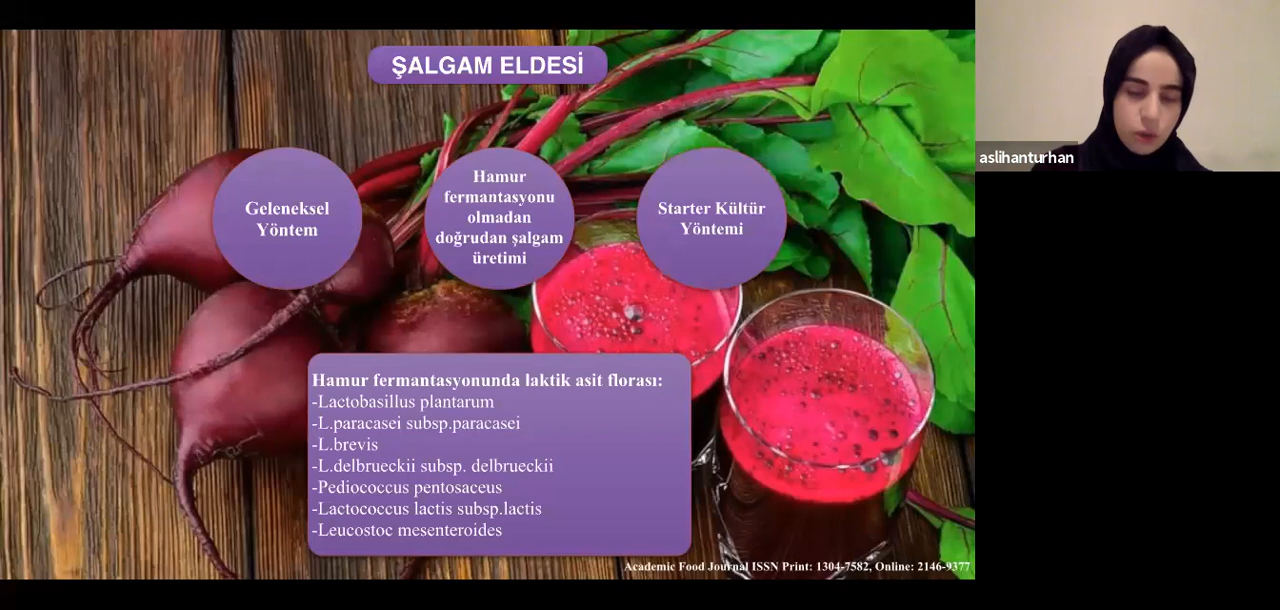 ŞALGAM ELDESİ
aslihanturhan
Geleneksel
Yöntem
Hamur
fermantasyonu
olmadan
doğrudan şalgam
üretimi
Starter Kültür
Yöntemi
Hamur fermantasyonunda laktik asit florası:
-Lactobasillus plantarum
-L.paracasei subsp.paracasei
-L.brevis
-L.delbrueckii subsp. delbrueckii
-Pediococcus pentosaceus
-Lactococcus lactis subsp.lactis
-Leucostoc mesenteroides
Academic Food Journal ISSN Print: 1304-7582, Online: 2146-9377